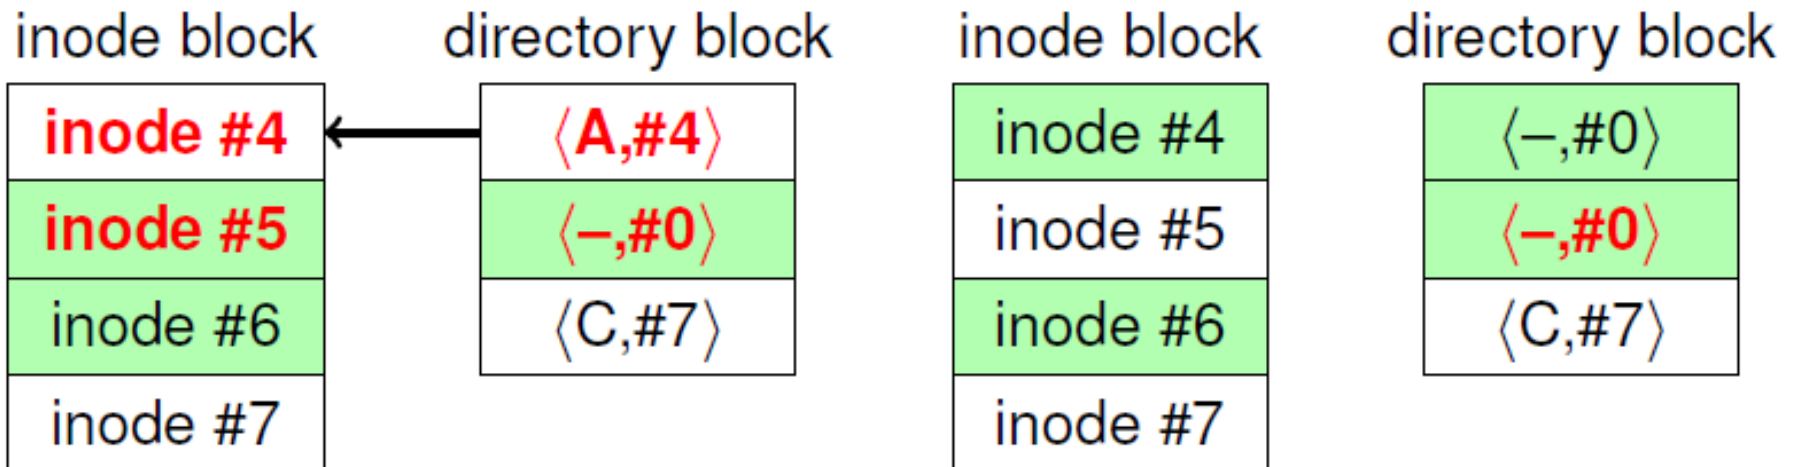 inode block directory block inode block directory block
inode #4 ⟨A,#4⟩ inode #4 ⟨–,#0⟩
inode #5 ⟨–,#0⟩ inode #5 ⟨–,#0⟩
inode #6 ⟨C,#7⟩ inode #6 ⟨C,#7⟩
inode #7 inode #7